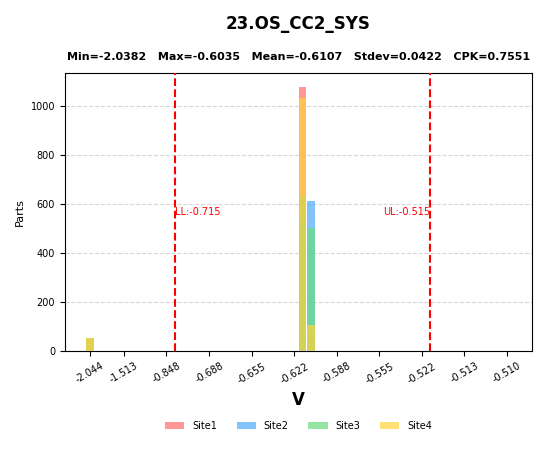 23.OS_CC2_SYS
Min=-2.0382 Max=-0.6035 Mean=-0.6107 Stdev=0.0422 CPK=0.7551
1000
800
600
400
200
0
Parts
LL:-0.715
UL:-0.515
-2.044 -1.513 -0.848 -0.688 -0.655 -0.622 -0.588 -0.555 -0.522 -0.513 -0.510
V
Site1 Site2 Site3 Site4